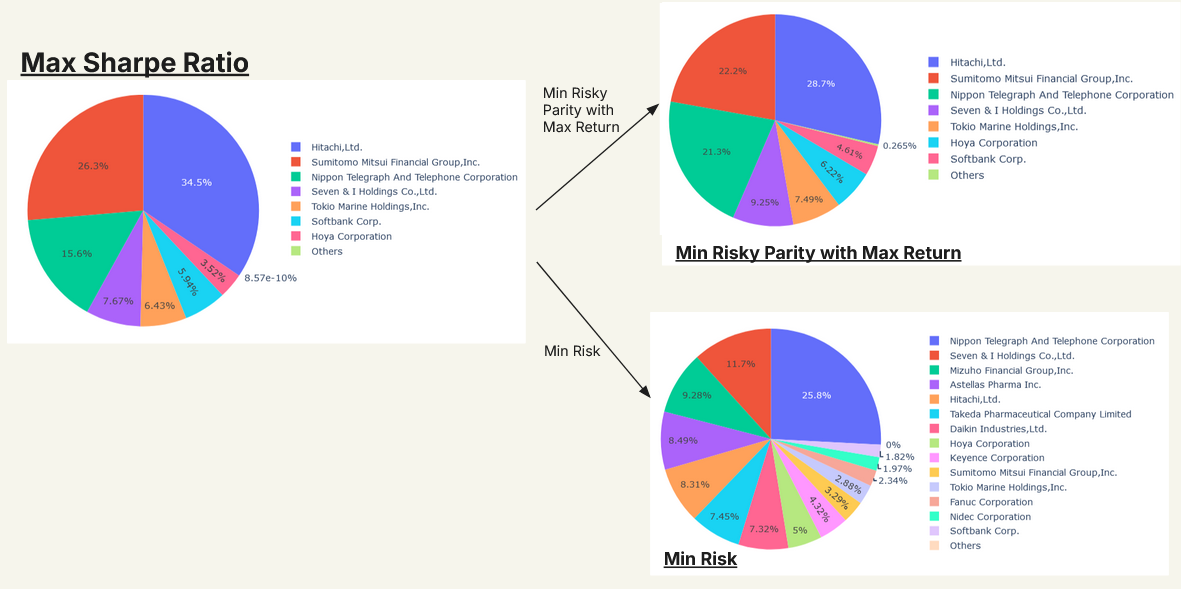 Max Sharpe Ratio
26.3%
34.5%
15.6%
7.67%
6.43%
5.94%
3.52%
8.57e-10%
Hitachi,Ltd.
Sumitomo Mitsui Financial Group,Inc.
Nippon Telegraph And Telephone Corporation
Seven & I Holdings Co.,Ltd.
Tokio Marine Holdings,Inc.
Softbank Corp.
Hoya Corporation
Others
Min Risky
Parity with
Max Return
22.2%
28.7%
21.3%
9.25%
7.49%
6.22%
4.61%
0.265%
Hitachi,Ltd.
Sumitomo Mitsui Financial Group,Inc.
Nippon Telegraph And Telephone Corporation
Seven & I Holdings Co.,Ltd.
Tokio Marine Holdings,Inc.
Hoya Corporation
Softbank Corp.
Others
Min Risky Parity with Max Return
Min Risk
11.7%
25.8%
9.28%
8.49%
8.31%
7.45%
7.32%
5%
4.32%
3.29%
2.88%
0%
1.82%
1.97%
2.34%
Nippon Telegraph And Telephone Corporation
Seven & I Holdings Co.,Ltd.
Mizuho Financial Group,Inc.
Astellas Pharma Inc.
Hitachi,Ltd.
Takeda Pharmaceutical Company Limited
Daikin Industries,Ltd.
Hoya Corporation
Keyence Corporation
Sumitomo Mitsui Financial Group,Inc.
Tokio Marine Holdings,Inc.
Fanuc Corporation
Nidec Corporation
Softbank Corp.
Others
Min Risk